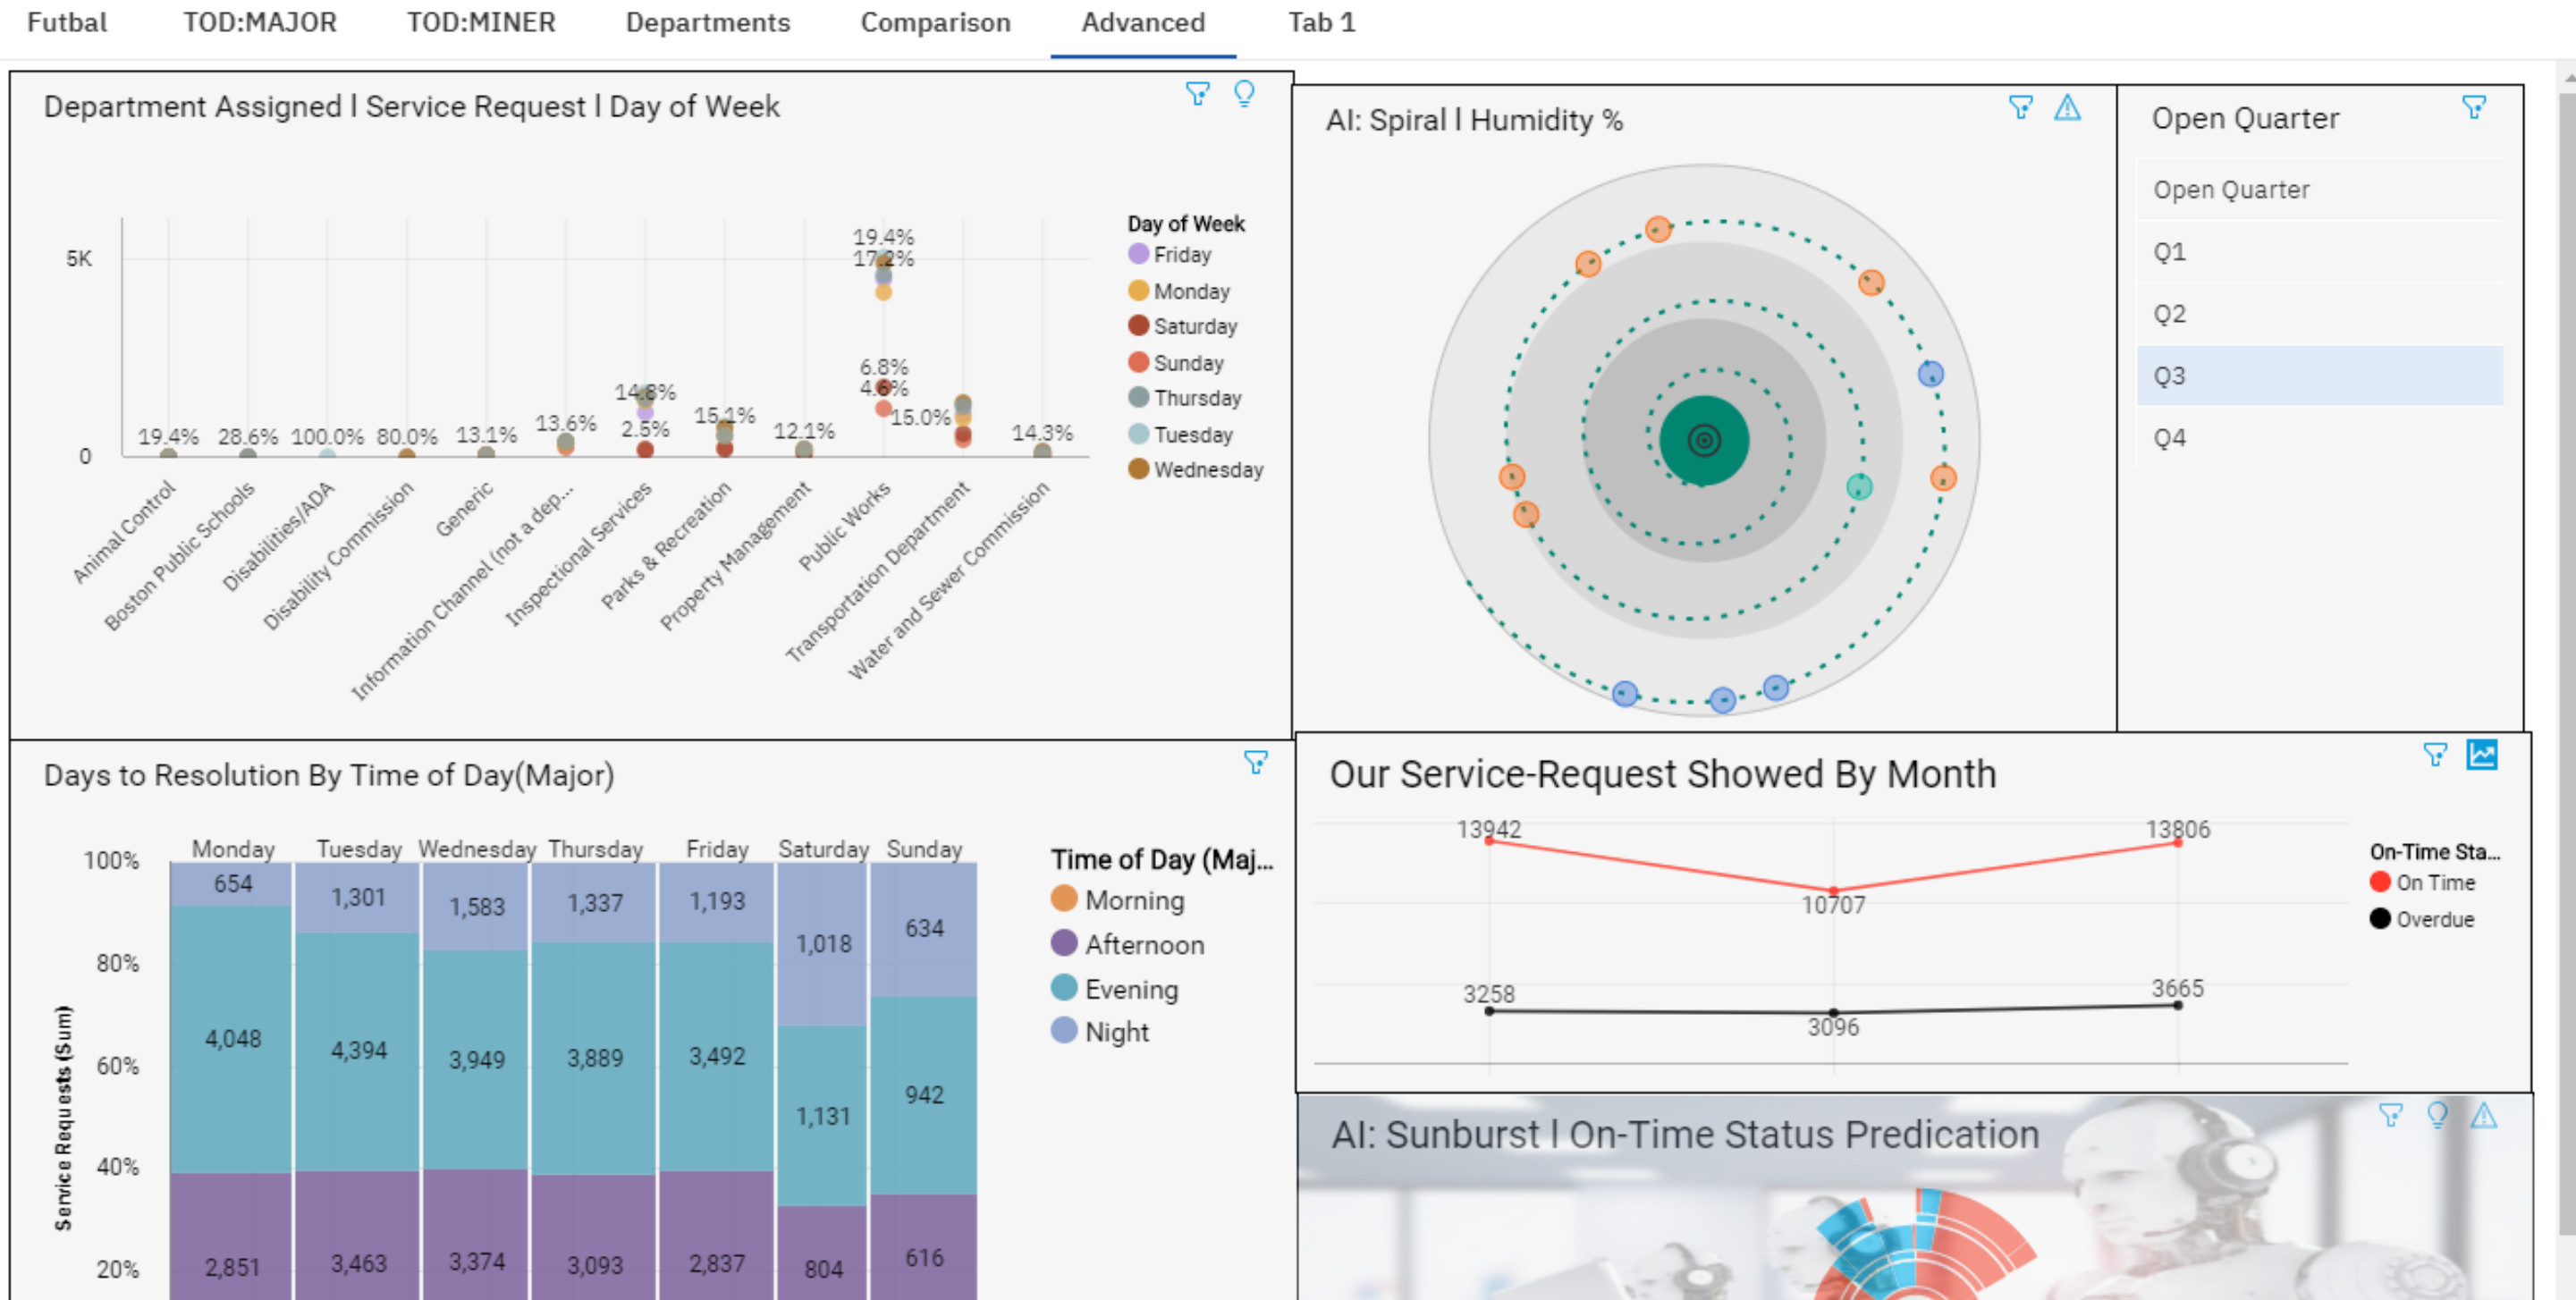 Futbal TOD:MAJOR TOD:MINER Departments Comparison Advanced Tab 1
Department Assigned l Service Request l Day of Week
5K
0
19.4%
28.6%
100.0%
80.0%
13.1%
13.6%
14.8%
2.5%
15.1%
12.1%
19.4%
17.2%
6.8%
4.6%
15.0%
14.3%
Animal Control
Boston Public Schools
Disabilities/ADA
Disability Commission
Generic
Information Channel (not a dep...
Inspectional Services
Parks & Recreation
Property Management
Public Works
Transportation Department
Water and Sewer Commission
Day of Week
Friday
Monday
Saturday
Sunday
Thursday
Tuesday
Wednesday
AI: Spiral l Humidity %
Open Quarter
Open Quarter
Q1
Q2
Q3
Q4
Days to Resolution By Time of Day(Major)
Monday Tuesday Wednesday Thursday Friday Saturday Sunday
100%
80%
60%
40%
20%
Service Requests (Sum)
654 1,301 1,583 1,337 1,193 1,018 634
4,048 4,394 3,949 3,889 3,492 1,131 942
2,851 3,463 3,374 3,093 2,837 804 616
Time of Day (Maj...
Morning
Afternoon
Evening
Night
Our Service-Request Showed By Month
13942 10707 13806
3258 3096 3665
On-Time Sta...
On Time
Overdue
AI: Sunburst l On-Time Status Predication